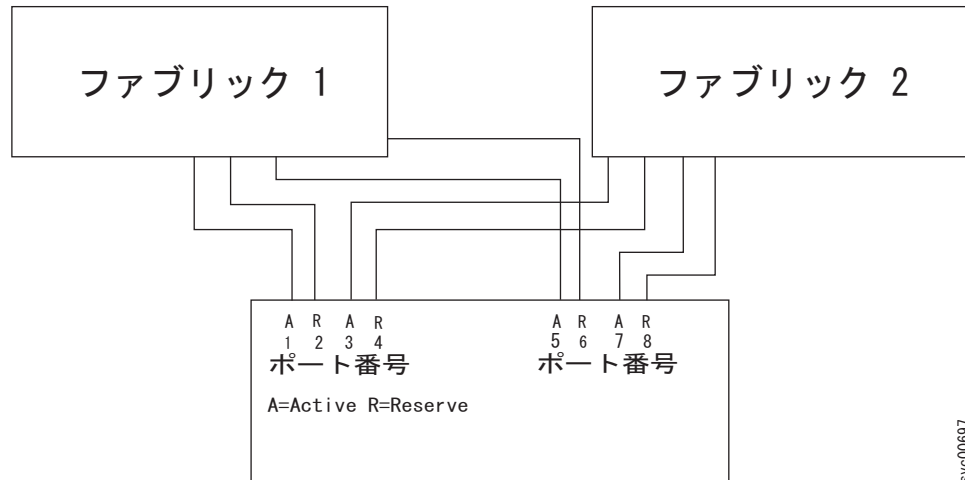 ファブリック 1
ファブリック 2
A R A R
1 2 3 4
ポート番号
A R A R
5 6 7 8
ポート番号
A=Active R=Reserve
svc00697